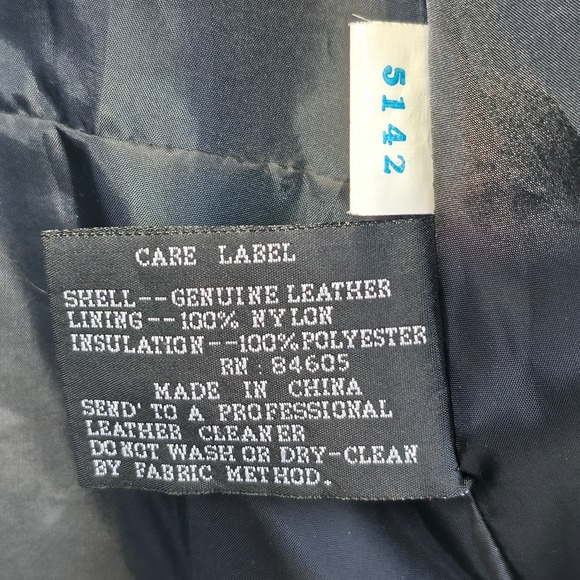 5142
CARE LABEL
SHELL--GENUINE LEATHER
LINING--100% NYLON
INSULATION--100%POLYESTER
RN : 84605
MADE IN CHINA
SEND' TO A PROFESSIONAL
LEATHER CLEANER
DO NOT WASH OR DRY-CLEAN
BY FABRIC METHOD.